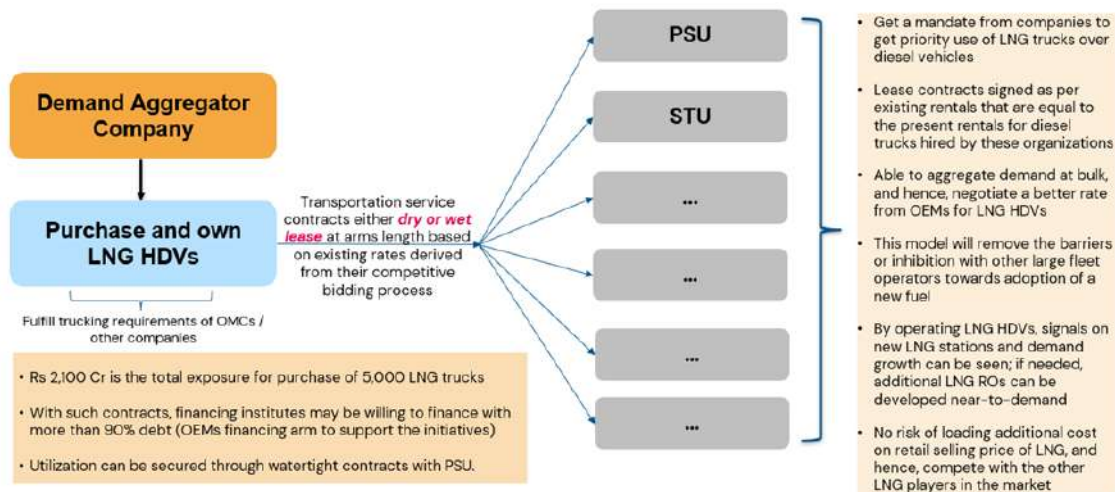 Demand Aggregator
Company
Purchase and own
LNG HDVs
Fulfill trucking requirements of OMCs /
other companies
• Rs 2,100 Cr is the total exposure for purchase of 5,000 LNG trucks
• With such contracts, financing institutes may be willing to finance with
more than 90% debt (OEMs financing arm to support the initiatives)
• Utilization can be secured through watertight contracts with PSU.
Transportation service
contracts either dry or wet
lease at arms length based
on existing rates derived
from their competitive
bidding process
PSU
STU
...
...
...
...
• Get a mandate from companies to
get priority use of LNG trucks over
diesel vehicles
• Lease contracts signed as per
existing rentals that are equal to
the present rentals for diesel
trucks hired by these organizations
• Able to aggregate demand at bulk,
and hence, negotiate a better rate
from OEMs for LNG HDVs
• This model will remove the barriers
or inhibition with other large fleet
operators towards adoption of a
new fuel
• By operating LNG HDVs, signals on
new LNG stations and demand
growth can be seen; if needed,
additional LNG ROs can be
developed near-to-demand
• No risk of loading additional cost
on retail selling price of LNG, and
hence, compete with the other
LNG players in the market